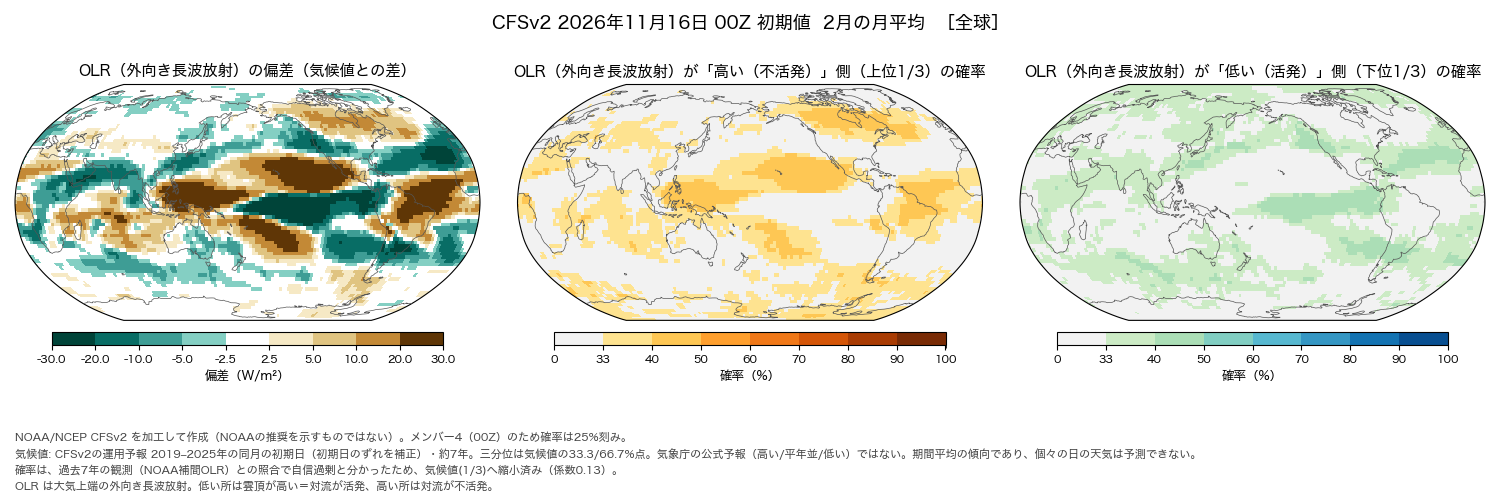 CFSv2 2026年11月16日 00Z 初期値 2月の月平均 ［全球］
OLR（外向き長波放射）の偏差（気候値との差）
OLR（外向き長波放射）が「高い（不活発）」側（上位1/3）の確率
OLR（外向き長波放射）が「低い（活発）」側（下位1/3）の確率
-30.0 -20.0 -10.0 -5.0 -2.5 2.5 5.0 10.0 20.0 30.0
偏差（W/m²）
0 33 40 50 60 70 80 90 100
確率（%）
0 33 40 50 60 70 80 90 100
確率（%）
NOAA/NCEP CFSv2 を加工して作成（NOAAの推奨を示すものではない）。メンバー4（00Z）のため確率は25%刻み。
気候値: CFSv2の運用予報 2019–2025年の同月の初期日（初期日のずれを補正）・約7年。三分位は気候値の33.3/66.7%点。気象庁の公式予報（高い/平年並/低い）ではない。期間平均の傾向であり、個々の日の天気は予測できない。
確率は、過去7年の観測（NOAA補間OLR）との照合で自信過剰と分かったため、気候値(1/3)へ縮小済み（係数0.13）。
OLR は大気上端の外向き長波放射。低い所は雲頂が高い＝対流が活発、高い所は対流が不活発。